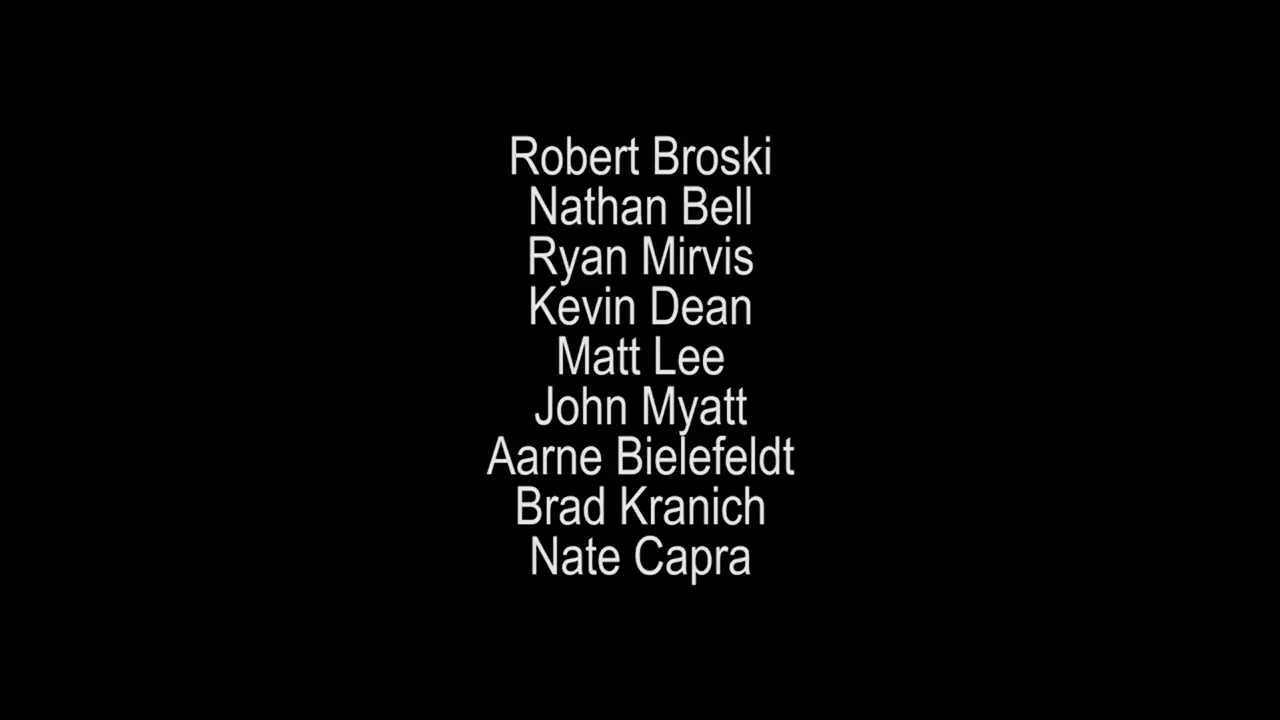 Robert Broski
Nathan Bell
Ryan Mirvis
Kevin Dean
Matt Lee
John Myatt
Aarne Bielefeldt
Brad Kranich
Nate Capra